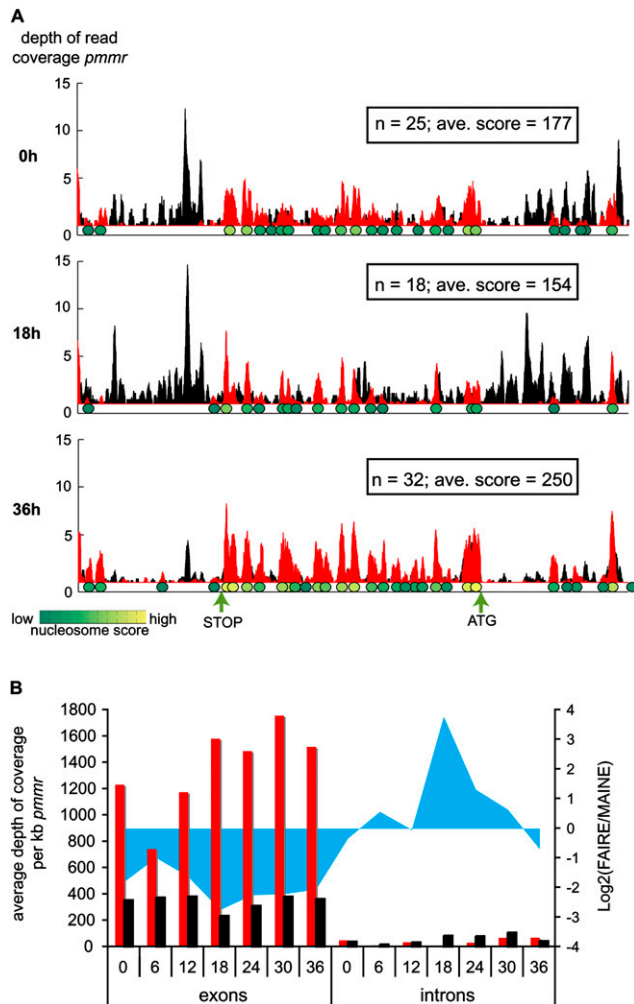 A
depth of read
coverage pmmr
15
10
5
0
0h
n = 25; ave. score = 177
15
10
5
0
18h
n = 18; ave. score = 154
15
10
5
0
36h
n = 32; ave. score = 250
low high
nucleosome score
STOP
ATG
B
average depth of coverage
per kb pmmr
1800
1600
1400
1200
1000
800
600
400
200
0
4
3
2
1
0
-1
-2
-3
-4
Log2(FAIRE/MAINE)
0 6 12 18 24 30 36 0 6 12 18 24 30 36
exons introns